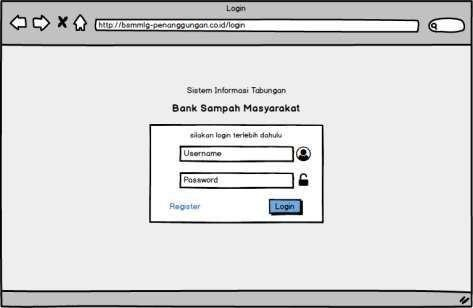 Login
http://bsmmlg-penanggungan.co.id/login
Sistem Informasi Tabungan
Bank Sampah Masyarakat
silakan login terlebih dahulu
Username
Password
Register
Login